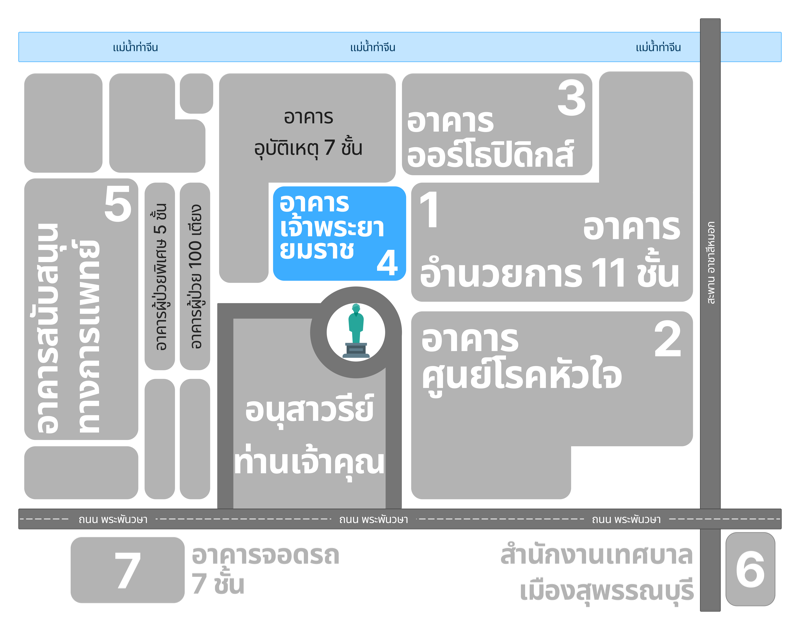 แม่น้ำท่าจีน
แม่น้ำท่าจีน
แม่น้ำท่าจีน
อาคาร
อุบัติเหตุ 7 ชั้น
3
อาคาร
ออร์โธปิดิกส์
5
อาคารสนับสนุน
ทางการแพทย์
อาคารผู้ป่วยพิเศษ 5 ชั้น
อาคารผู้ป่วย 100 เตียง
อาคาร
เจ้าพระยา
ยมราช
4
1
อาคาร
อำนวยการ 11 ชั้น
สะพาน อาชาสีหมอก
อาคาร
2
ศูนย์โรคหัวใจ
อนุสาวรีย์
ท่านเจ้าคุณ
ถนน พระพันวษา
ถนน พระพันวษา
ถนน พระพันวษา
7
อาคารจอดรถ
7 ชั้น
สำนักงานเทศบาล
เมืองสุพรรณบุรี
6